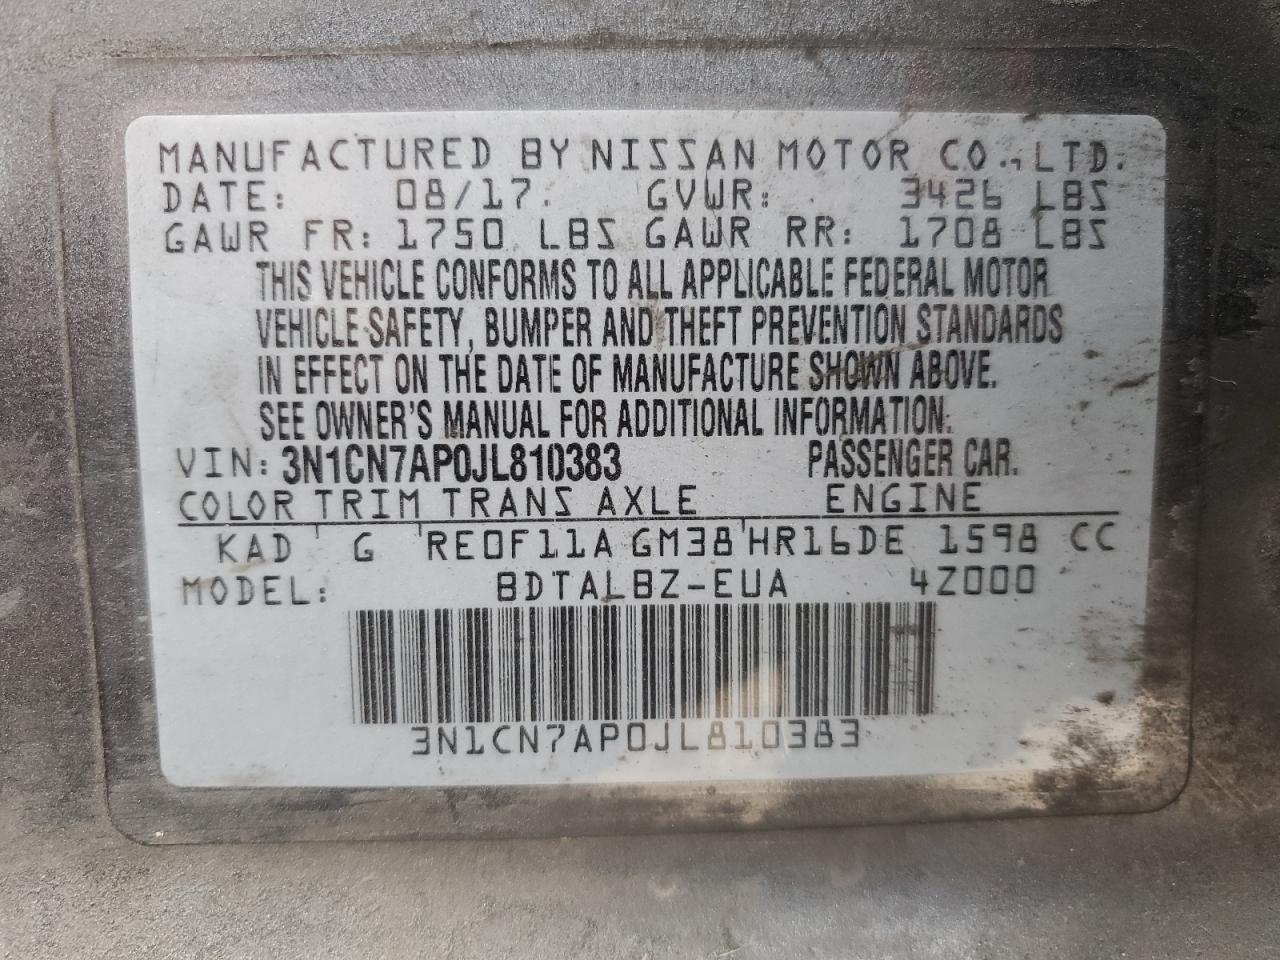 MANUFACTURED BY NISSAN MOTOR CO., LTD.
DATE: 08/17 GVWR: 3426 LBS
GAWR FR: 1750 LBS GAWR RR: 1708 LBS
THIS VEHICLE CONFORMS TO ALL APPLICABLE FEDERAL MOTOR
VEHICLE SAFETY, BUMPER AND THEFT PREVENTION STANDARDS
IN EFFECT ON THE DATE OF MANUFACTURE SHOWN ABOVE.
SEE OWNER'S MANUAL FOR ADDITIONAL INFORMATION.
VIN: 3N1CN7AP0JL810383 PASSENGER CAR.
COLOR TRIM TRANS AXLE ENGINE
KAD G RE0F11A GM38 HR16DE 1598 CC
MODEL: BDTALBZ-EUA 4Z000
3N1CN7AP0JL810383